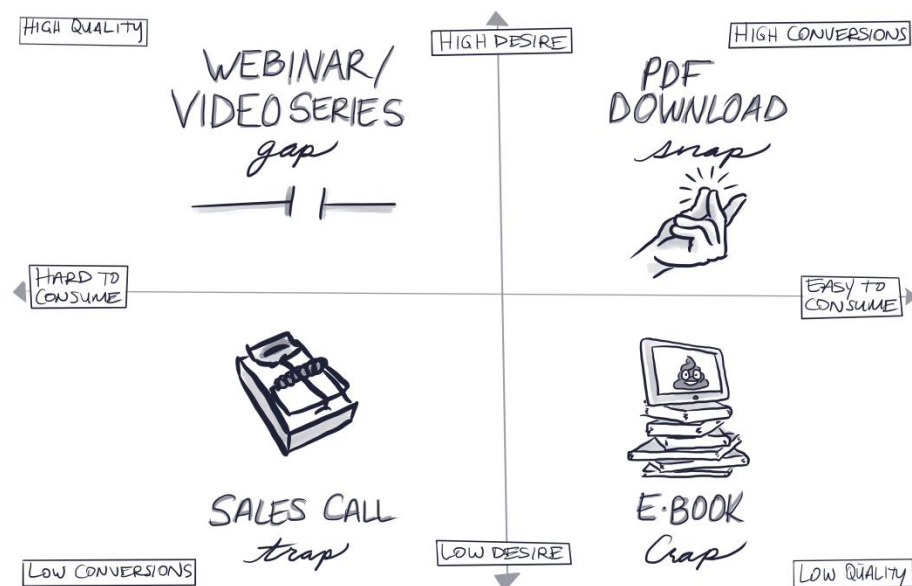 HIGH QUALITY
HIGH DESIRE
HIGH CONVERSIONS
WEBINAR/
VIDEO SERIES
gap
PDF
DOWNLOAD
snap
HARD TO
CONSUME
EASY TO
CONSUME
SALES CALL
trap
E-BOOK
Crap
LOW CONVERSIONS
LOW DESIRE
LOW QUALITY